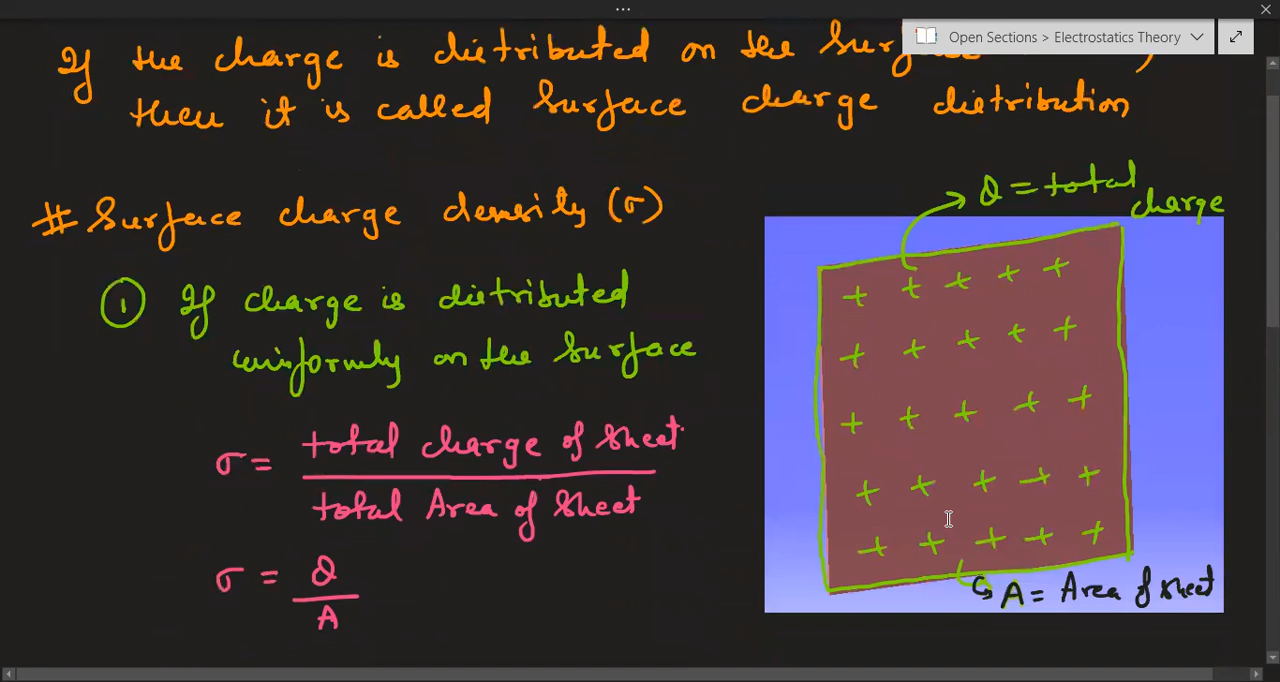 ...
Open Sections > Electrostatics Theory
If the charge is distributed on the Surface
then it is called Surface charge distribution
Q = total
charge
# Surface charge density (σ)
① If charge is distributed
uniformly on the Surface
σ = total charge of sheet
total Area of Sheet
σ = Q
A
A = Area of sheet